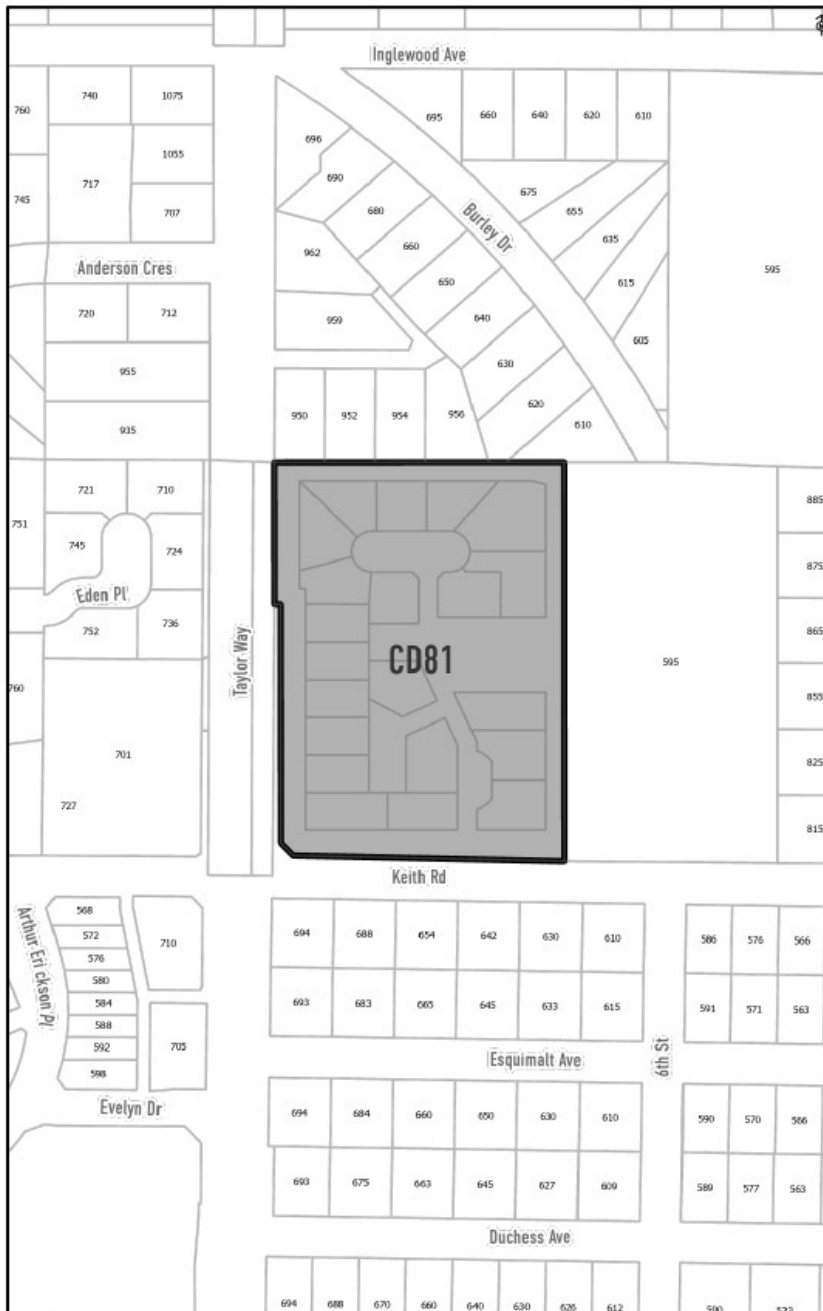 Inglewood Ave
740 1075 695 660 640 620 610
760 696
1055
717 690
745 707 680 675 655
Burley Dr
635
660
962
Anderson Cres
595
650 615
720 712 959 640
605
955 630
620
950 952 954 956 610
935
721 710 885
751 745 724
875
Eden Pl
752 736 865
Taylor Way
CD81
595
760 855
701
825
727
815
Keith Rd
568
Arthur Erickson Pl
572 710 694 688 654 642 630 610 586 576 566
576
580
584 693 683 665 645 633 615 591 571 563
588
592 705
598
Esquimalt Ave
6th St
Evelyn Dr
694 684 660 650 630 610 590 570 566
693 675 663 645 627 609 589 577 563
Duchess Ave
694 688 670 660 640 630 626 612 590